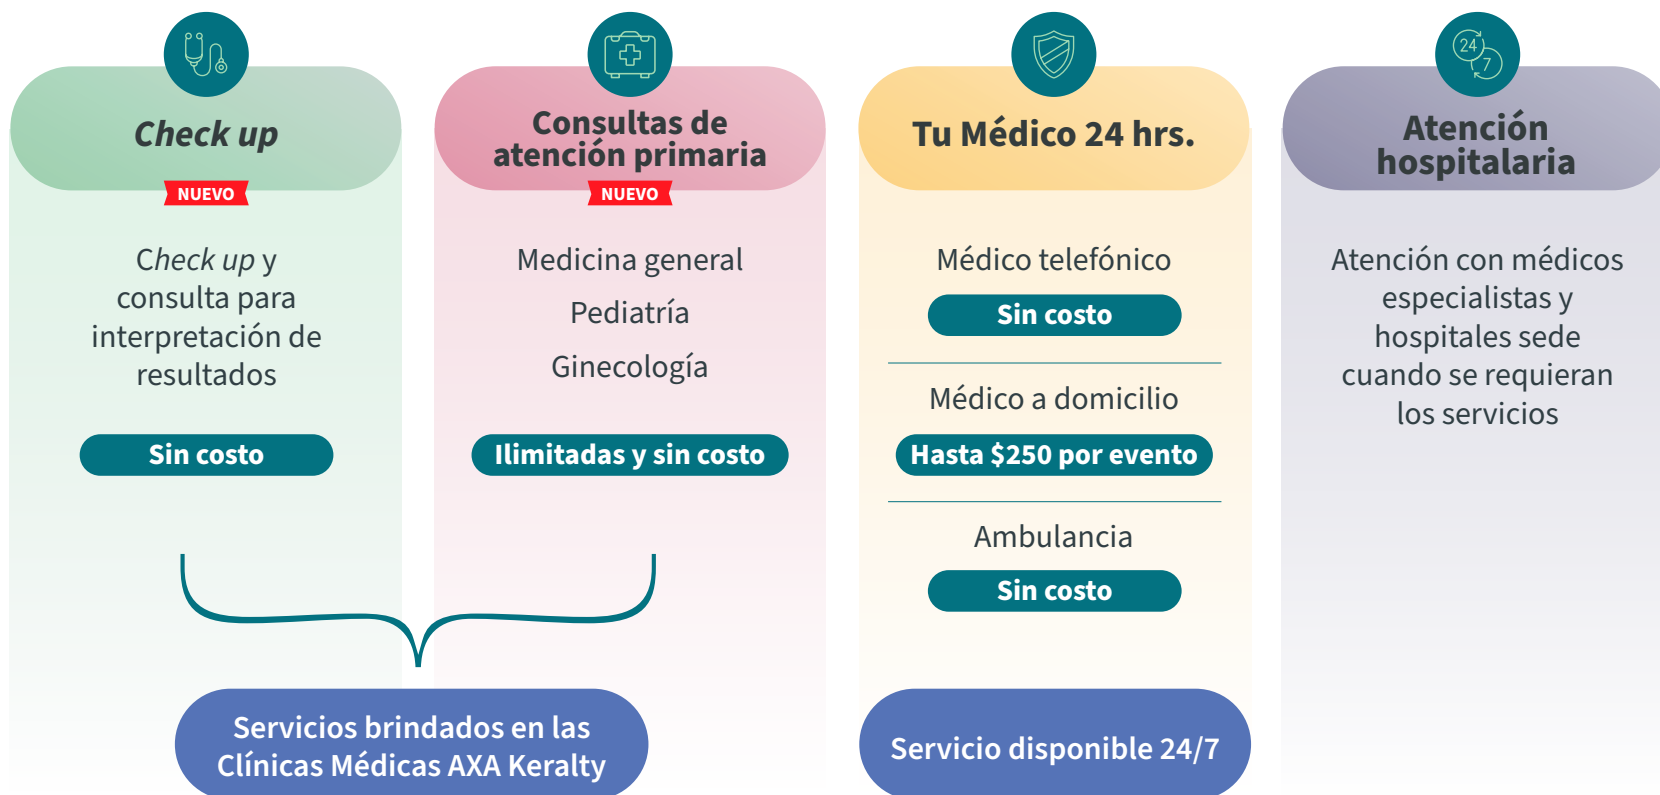 Check up
NUEVO
Check up y
consulta para
interpretación de
resultados
Sin costo
Consultas de
atención primaria
NUEVO
Medicina general
Pediatría
Ginecología
Ilimitadas y sin costo
Servicios brindados en las
Clínicas Médicas AXA Keralty
Tu Médico 24 hrs.
Médico telefónico
Sin costo
Médico a domicilio
Hasta $250 por evento
Ambulancia
Sin costo
Servicio disponible 24/7
24
7
Atención
hospitalaria
Atención con médicos
especialistas y
hospitales sede
cuando se requieran
los servicios